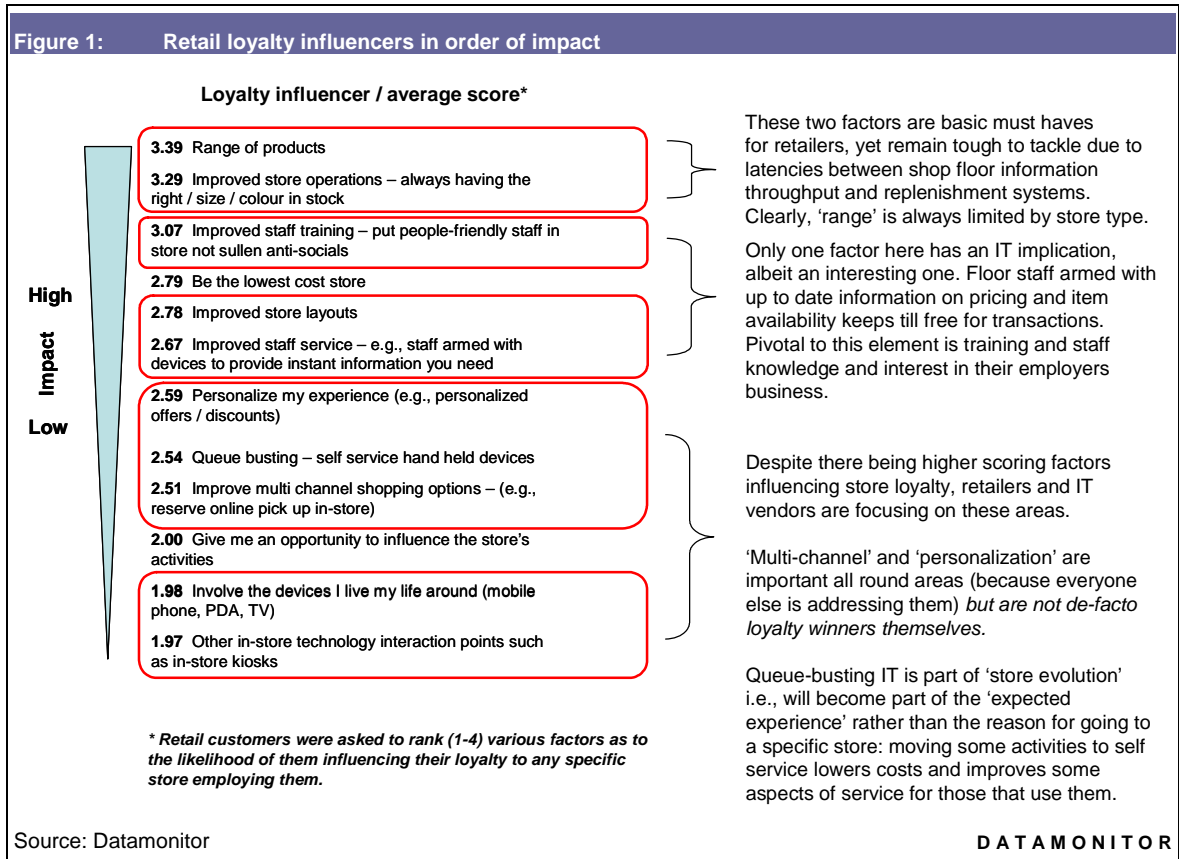 Figure 1: Retail loyalty influencers in order of impact
Loyalty influencer / average score*
High
Impact
Low
3.39 Range of products
3.29 Improved store operations – always having the
right / size / colour in stock
3.07 Improved staff training – put people-friendly staff in
store not sullen anti-socials
2.79 Be the lowest cost store
2.78 Improved store layouts
2.67 Improved staff service – e.g., staff armed with
devices to provide instant information you need
2.59 Personalize my experience (e.g., personalized
offers / discounts)
2.54 Queue busting – self service hand held devices
2.51 Improve multi channel shopping options – (e.g.,
reserve online pick up in-store)
2.00 Give me an opportunity to influence the store's
activities
1.98 Involve the devices I live my life around (mobile
phone, PDA, TV)
1.97 Other in-store technology interaction points such
as in-store kiosks
* Retail customers were asked to rank (1-4) various factors as to
the likelihood of them influencing their loyalty to any specific
store employing them.
These two factors are basic must haves
for retailers, yet remain tough to tackle due to
latencies between shop floor information
throughput and replenishment systems.
Clearly, 'range' is always limited by store type.
Only one factor here has an IT implication,
albeit an interesting one. Floor staff armed with
up to date information on pricing and item
availability keeps till free for transactions.
Pivotal to this element is training and staff
knowledge and interest in their employers
business.
Despite there being higher scoring factors
influencing store loyalty, retailers and IT
vendors are focusing on these areas.
'Multi-channel' and 'personalization' are
important all round areas (because everyone
else is addressing them) but are not de-facto
loyalty winners themselves.
Queue-busting IT is part of 'store evolution'
i.e., will become part of the 'expected
experience' rather than the reason for going to
a specific store: moving some activities to self
service lowers costs and improves some
aspects of service for those that use them.
Source: Datamonitor
DATAMONITOR